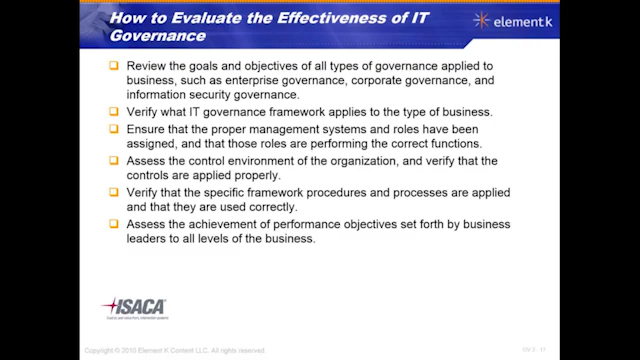 How to Evaluate the Effectiveness of IT
Governance
element k
Review the goals and objectives of all types of governance applied to
business, such as enterprise governance, corporate governance, and
information security governance.
Verify what IT governance framework applies to the type of business.
Ensure that the proper management systems and roles have been
assigned, and that those roles are performing the correct functions.
Assess the control environment of the organization, and verify that the
controls are applied properly.
Verify that the specific framework procedures and processes are applied
and that they are used correctly.
Assess the achievement of performance objectives set forth by business
leaders to all levels of the business.
ISACA
Copyright © 2010 Element K Content LLC. All rights reserved.